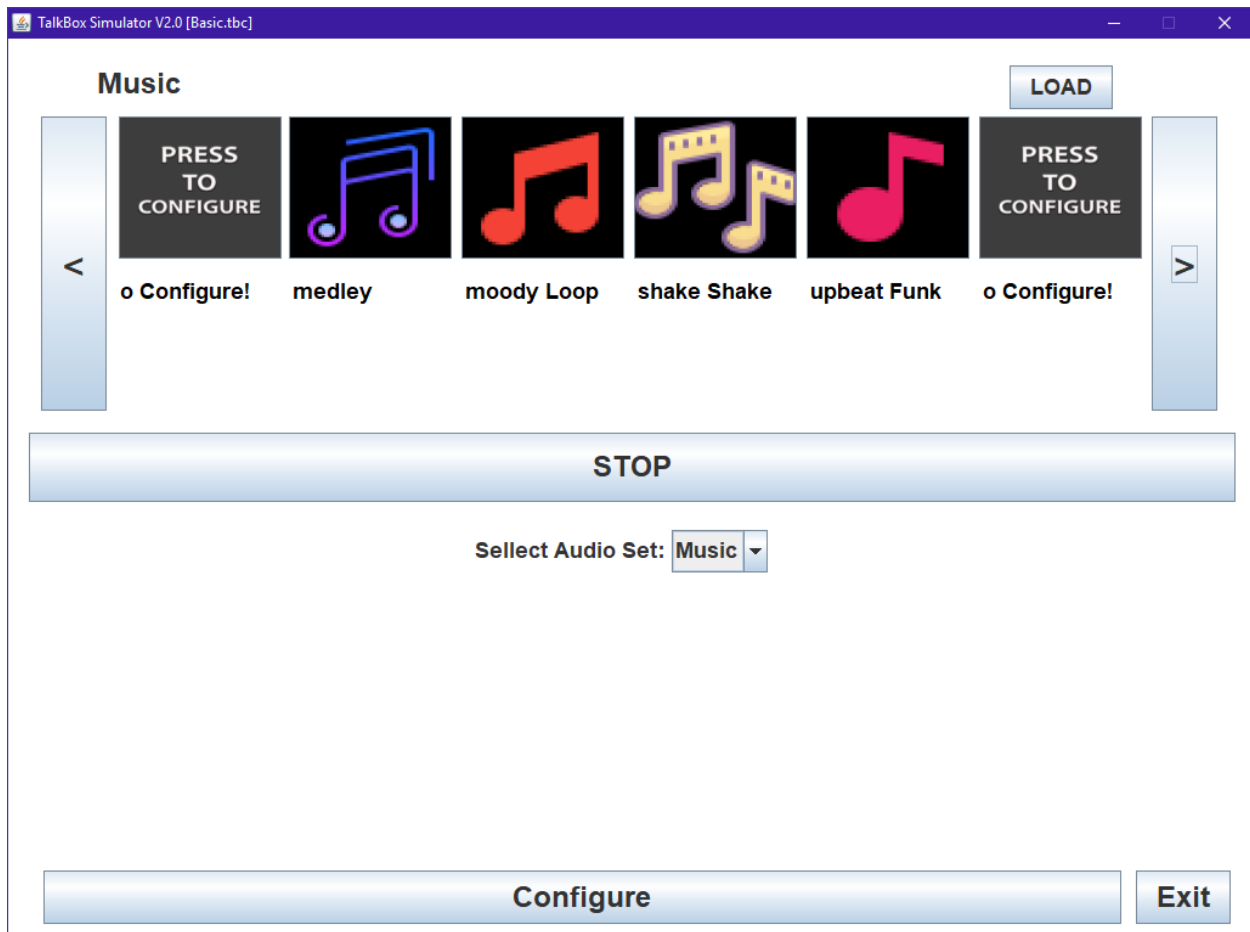 TalkBox Simulator V2.0 [Basic.tbc]
Music
LOAD
<
PRESS
TO
CONFIGURE
PRESS
TO
CONFIGURE
>
o Configure!
medley
moody Loop
shake Shake
upbeat Funk
o Configure!
STOP
Sellect Audio Set: Music
Configure
Exit